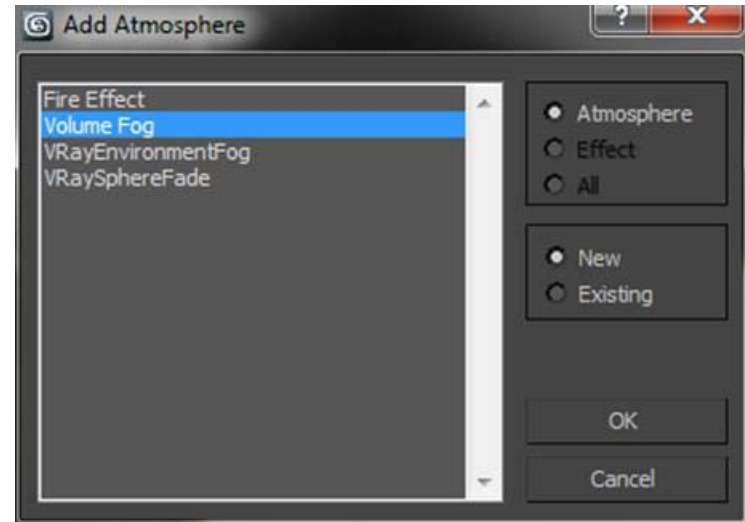 Add Atmosphere
Fire Effect
Volume Fog
VRayEnvironmentFog
VRaySphereFade
Atmosphere
Effect
All
New
Existing
OK
Cancel